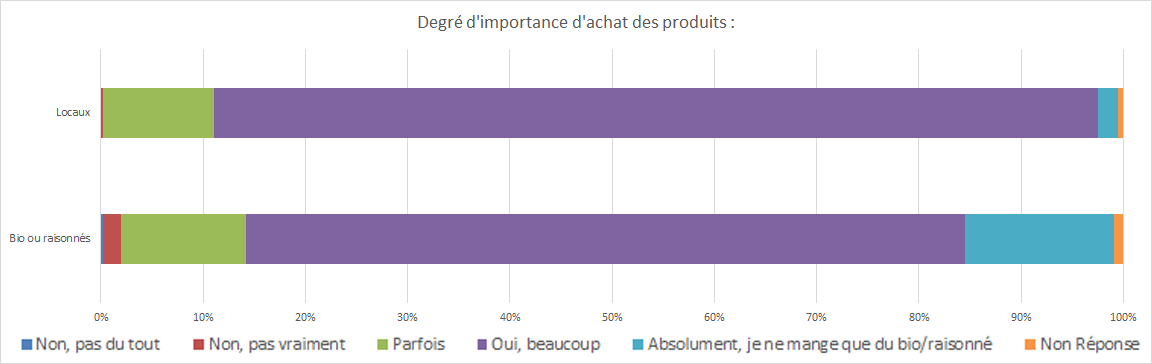 Degré d'importance d'achat des produits :
Locaux
Bio ou raisonnés
0% 10% 20% 30% 40% 50% 60% 70% 80% 90% 100%
Non, pas du tout Non, pas vraiment Parfois Oui, beaucoup Absolument, je ne mange que du bio/raisonné Non Réponse